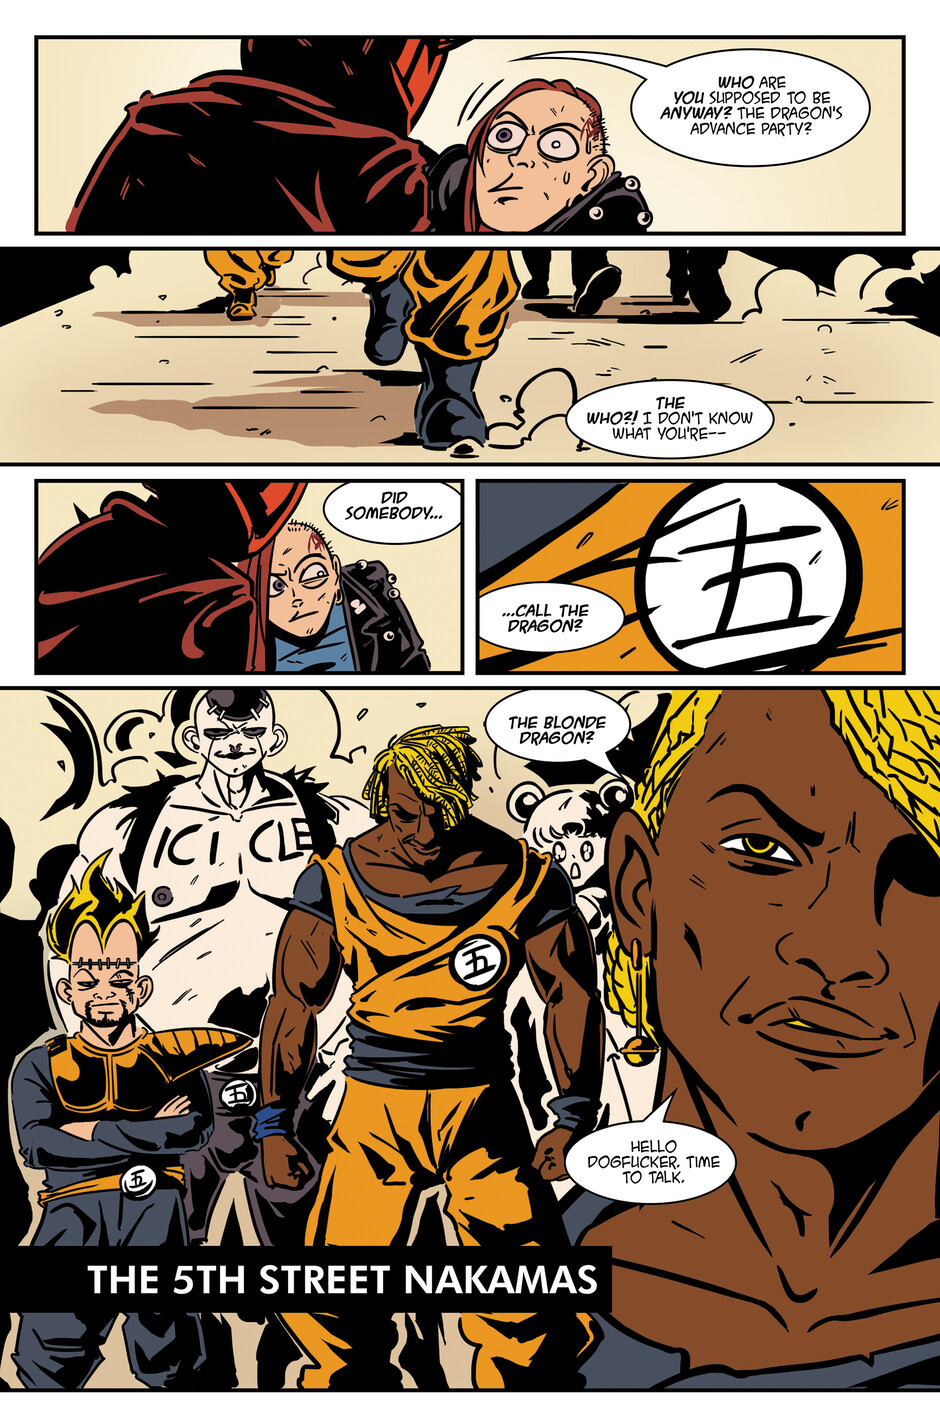 WHO ARE
YOU SUPPOSED TO BE
ANYWAY? THE DRAGON'S
ADVANCE PARTY?
THE
WHO?! I DON'T KNOW
WHAT YOU'RE--
DID
SOMEBODY...
...CALL THE
DRAGON?
五
THE BLONDE
DRAGON?
ICICLE
五
五
五
HELLO
DOGFUCKER. TIME
TO TALK.
THE 5TH STREET NAKAMAS